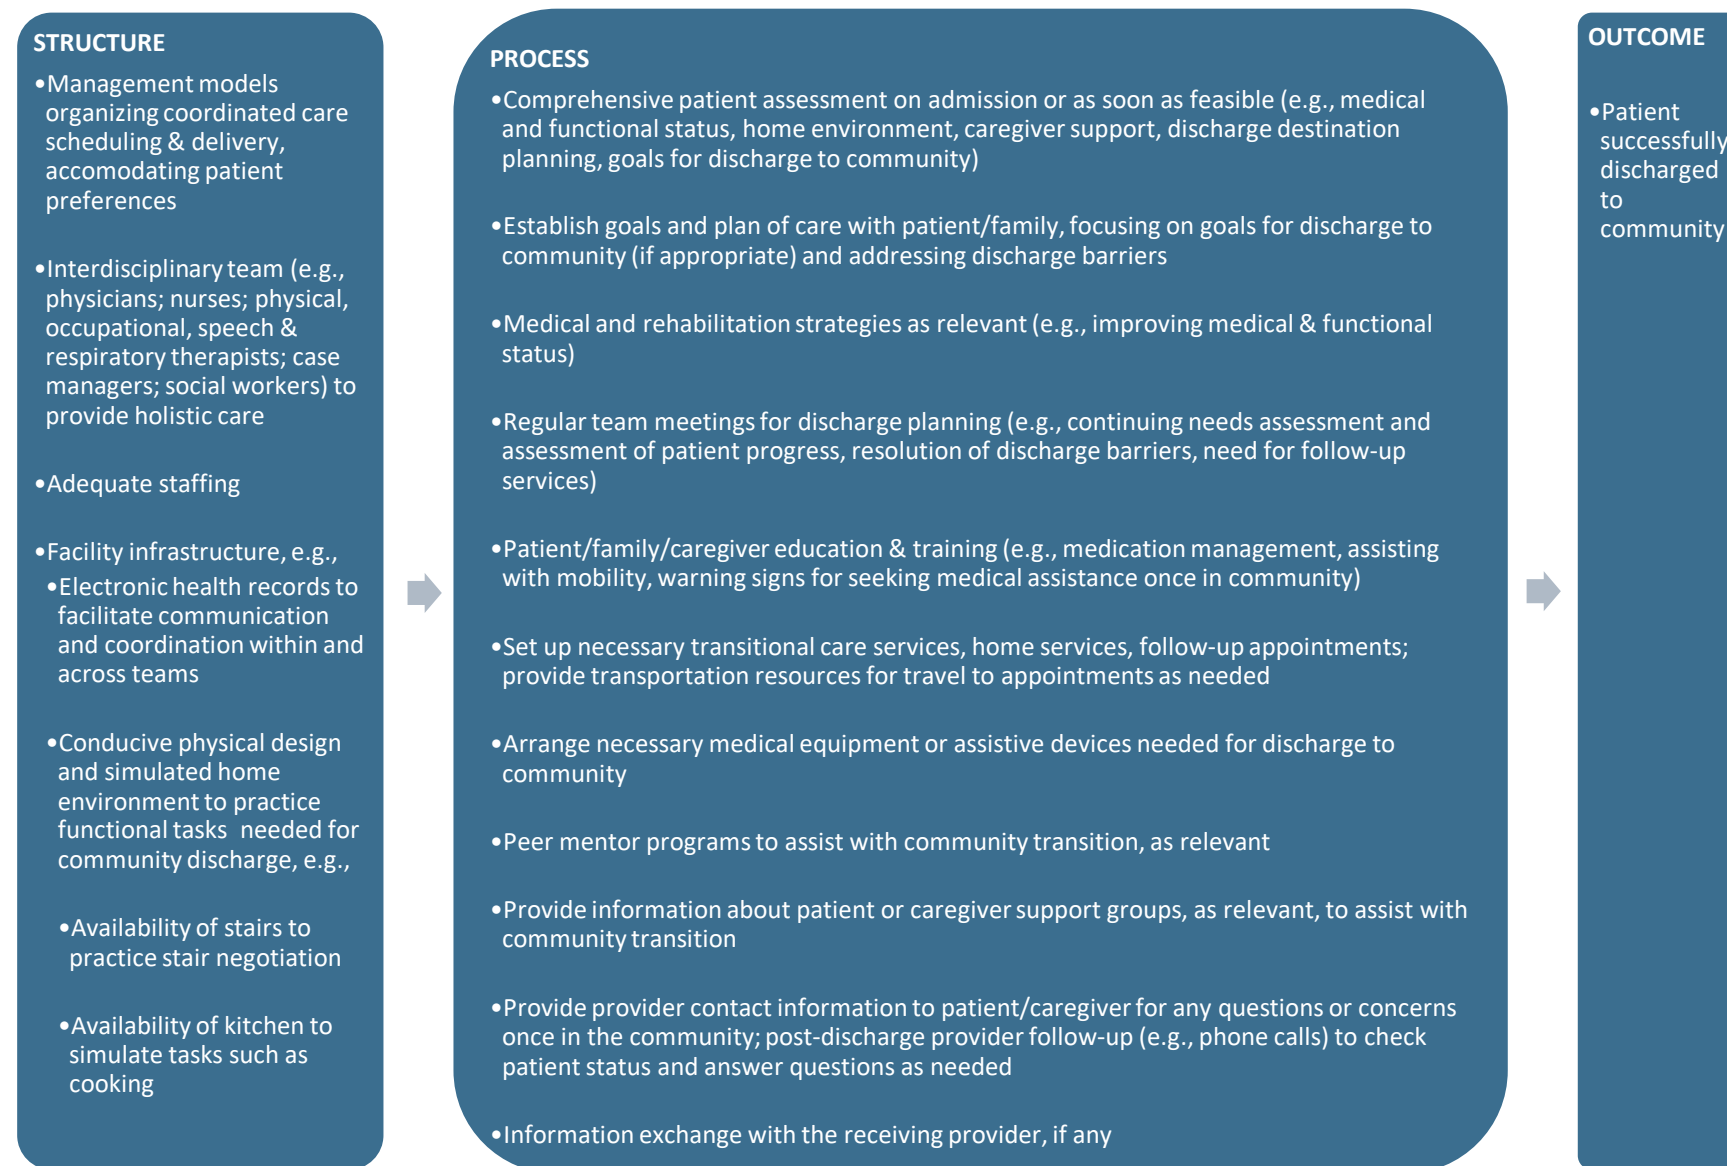 STRUCTURE
•Management models
organizing coordinated care
scheduling & delivery,
accomodating patient
preferences
•Interdisciplinary team (e.g.,
physicians; nurses; physical,
occupational, speech &
respiratory therapists; case
managers; social workers) to
provide holistic care
•Adequate staffing
•Facility infrastructure, e.g.,
•Electronic health records to
facilitate communication
and coordination within and
across teams
•Conducive physical design
and simulated home
environment to practice
functional tasks needed for
community discharge, e.g.,
•Availability of stairs to
practice stair negotiation
•Availability of kitchen to
simulate tasks such as
cooking
PROCESS
•Comprehensive patient assessment on admission or as soon as feasible (e.g., medical
and functional status, home environment, caregiver support, discharge destination
planning, goals for discharge to community)
•Establish goals and plan of care with patient/family, focusing on goals for discharge to
community (if appropriate) and addressing discharge barriers
•Medical and rehabilitation strategies as relevant (e.g., improving medical & functional
status)
•Regular team meetings for discharge planning (e.g., continuing needs assessment and
assessment of patient progress, resolution of discharge barriers, need for follow-up
services)
•Patient/family/caregiver education & training (e.g., medication management, assisting
with mobility, warning signs for seeking medical assistance once in community)
•Set up necessary transitional care services, home services, follow-up appointments;
provide transportation resources for travel to appointments as needed
•Arrange necessary medical equipment or assistive devices needed for discharge to
community
•Peer mentor programs to assist with community transition, as relevant
•Provide information about patient or caregiver support groups, as relevant, to assist with
community transition
•Provide provider contact information to patient/caregiver for any questions or concerns
once in the community; post-discharge provider follow-up (e.g., phone calls) to check
patient status and answer questions as needed
•Information exchange with the receiving provider, if any
OUTCOME
•Patient
successfully
discharged
to
community